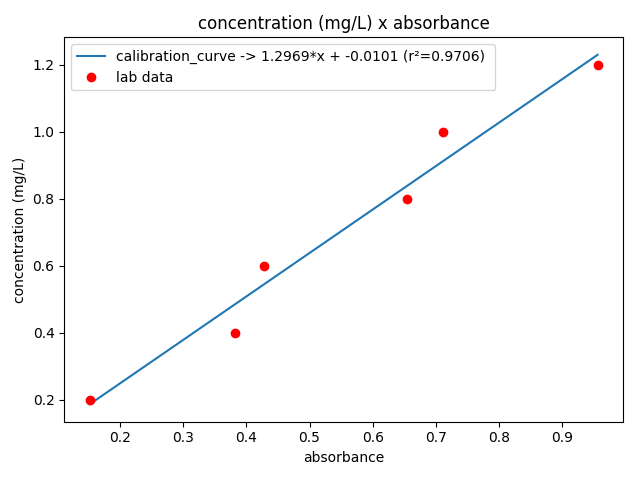 concentration (mg/L) x absorbance
calibration_curve -> 1.2969*x + -0.0101 (r²=0.9706)
lab data
concentration (mg/L)
1.2
1.0
0.8
0.6
0.4
0.2
0.2 0.3 0.4 0.5 0.6 0.7 0.8 0.9
absorbance